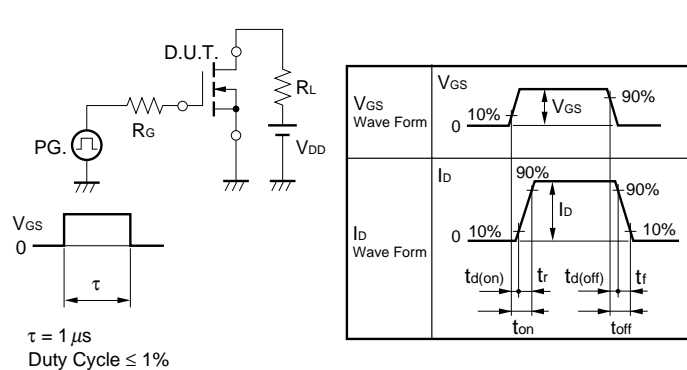 D.U.T.
RL
RG
PG.
VDD
VGS
0
τ
τ = 1 μs
Duty Cycle ≤ 1%
VGS
Wave Form
VGS
10%
0
VGS
90%
ID
Wave Form
ID
90%
90%
0 10%
ID
10%
td(on)
tr
td(off)
tf
ton
toff